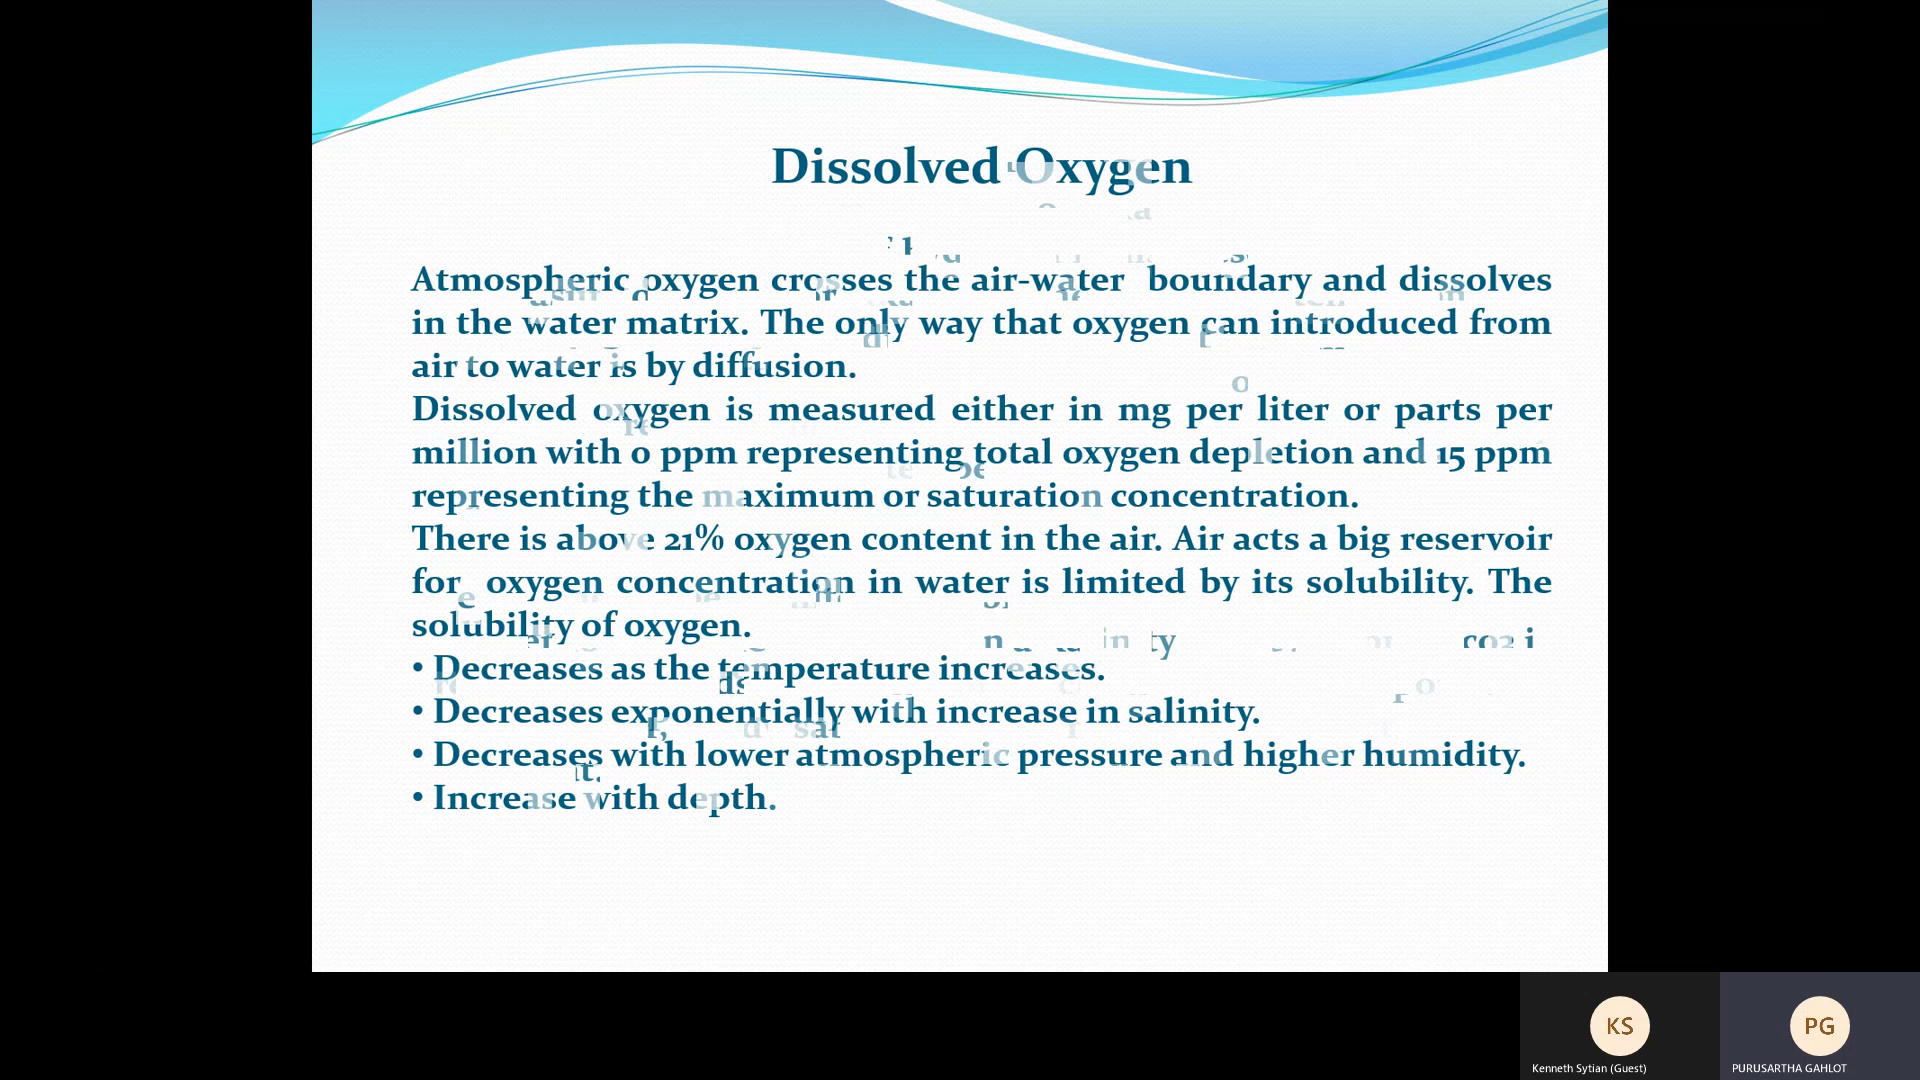 Dissolved Oxygen
Atmospheric oxygen crosses the air-water boundary and dissolves
in the water matrix. The only way that oxygen can introduced from
air to water is by diffusion.
Dissolved oxygen is measured either in mg per liter or parts per
million with 0 ppm representing total oxygen depletion and 15 ppm
representing the maximum or saturation concentration.
There is above 21% oxygen content in the air. Air acts a big reservoir
for oxygen concentration in water is limited by its solubility. The
solubility of oxygen.
• Decreases as the temperature increases.
• Decreases exponentially with increase in salinity.
• Decreases with lower atmospheric pressure and higher humidity.
• Increase with depth.
KS
PG
Kenneth Sytian (Guest)
PURUSARTHA GAHLOT